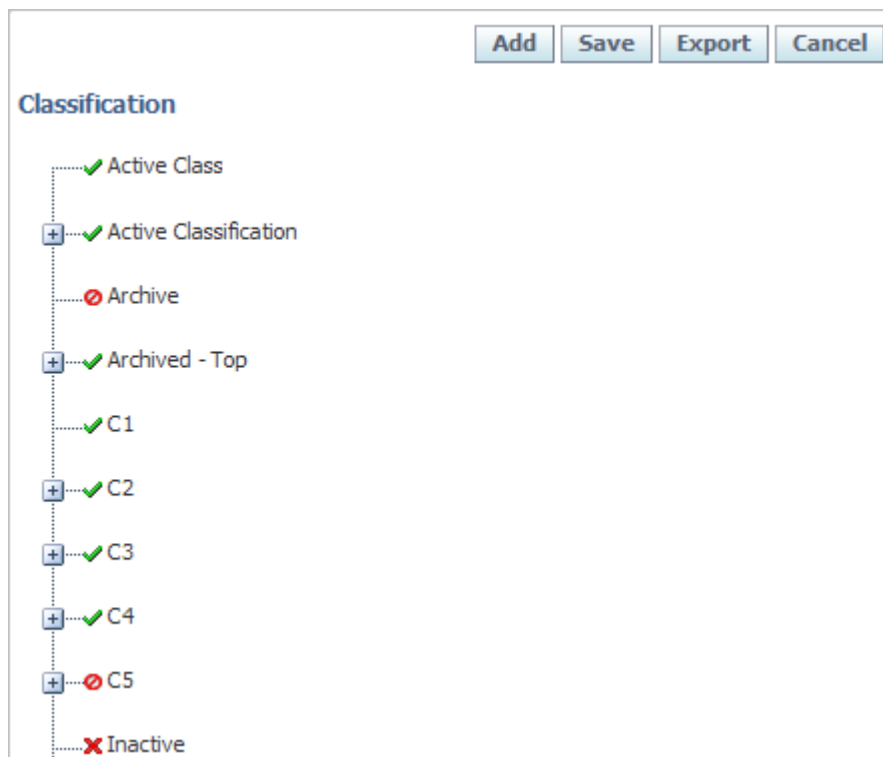 Add Save Export Cancel
Classification
Active Class
Active Classification
Archive
Archived - Top
C1
C2
C3
C4
C5
Inactive